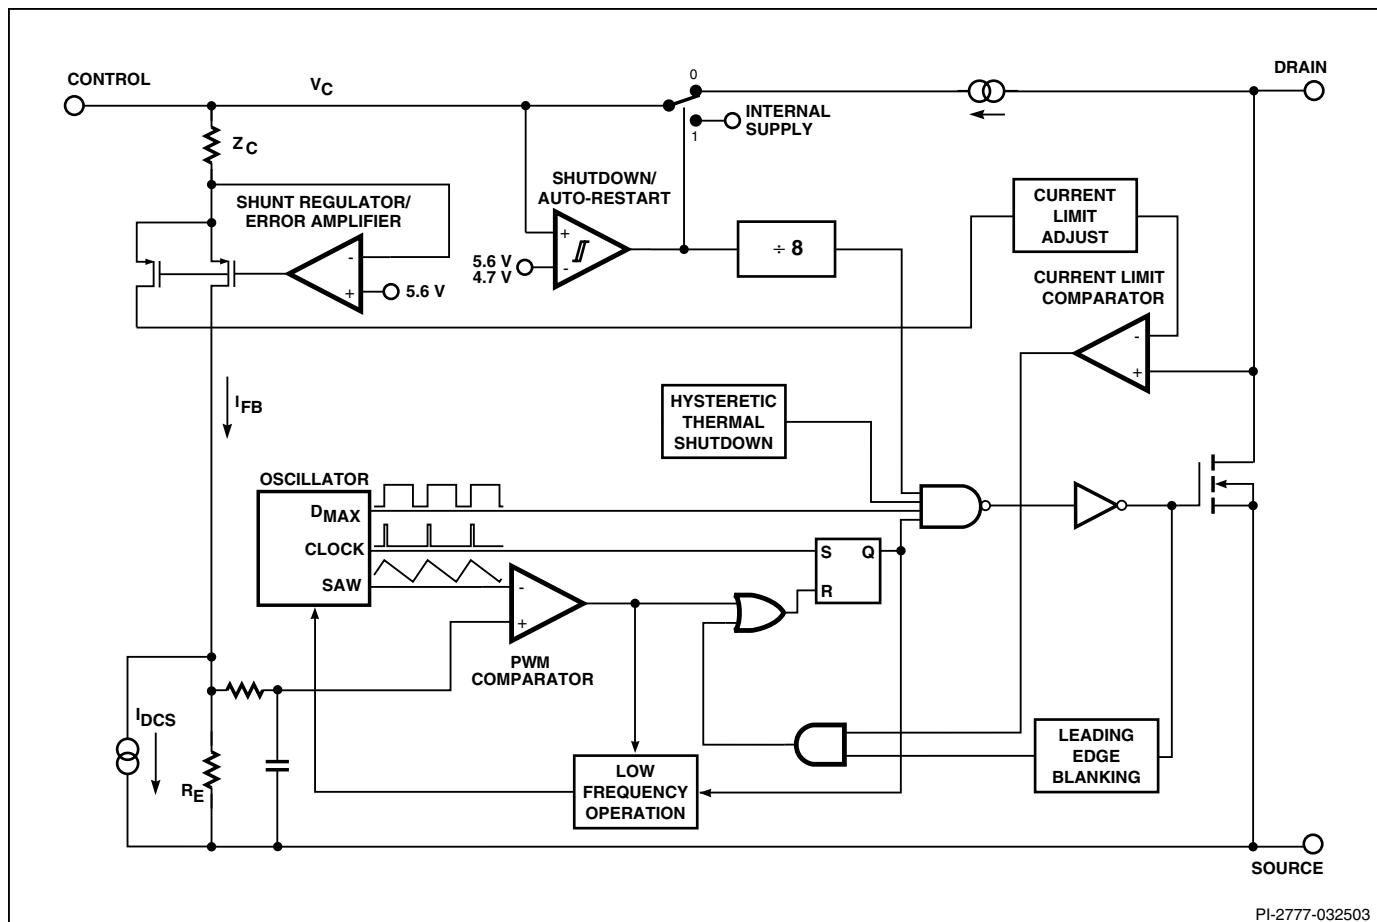 CONTROL
VC
0
DRAIN
INTERNAL
SUPPLY
1
ZC
SHUTDOWN/
AUTO-RESTART
SHUNT REGULATOR/
ERROR AMPLIFIER
CURRENT
LIMIT
ADJUST
+
-
5.6 V
4.7 V
÷ 8
-
+
5.6 V
CURRENT LIMIT
COMPARATOR
-
+
IFB
HYSTERETIC
THERMAL
SHUTDOWN
OSCILLATOR
DMAX
CLOCK
SAW
-
+
S Q
R
PWM
COMPARATOR
IDCS
RE
LOW
FREQUENCY
OPERATION
LEADING
EDGE
BLANKING
SOURCE
PI-2777-032503